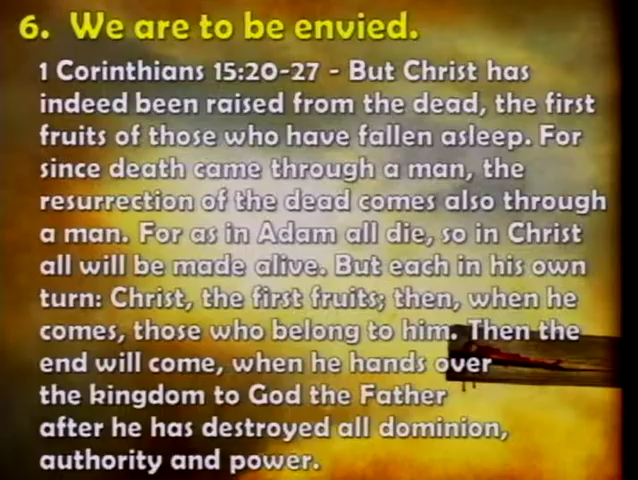 6. We are to be envied.
1 Corinthians 15:20-27 - But Christ has
indeed been raised from the dead, the first
fruits of those who have fallen asleep. For
since death came through a man, the
resurrection of the dead comes also through
a man. For as in Adam all die, so in Christ
all will be made alive. But each in his own
turn: Christ, the first fruits; then, when he
comes, those who belong to him. Then the
end will come, when he hands over
the kingdom to God the Father
after he has destroyed all dominion,
authority and power.